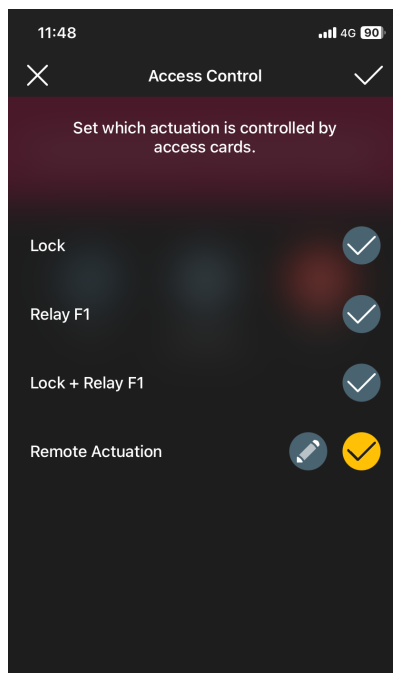 11:48
4G 90
Access Control
Set which actuation is controlled by
access cards.
Lock
Relay F1
Lock + Relay F1
Remote Actuation